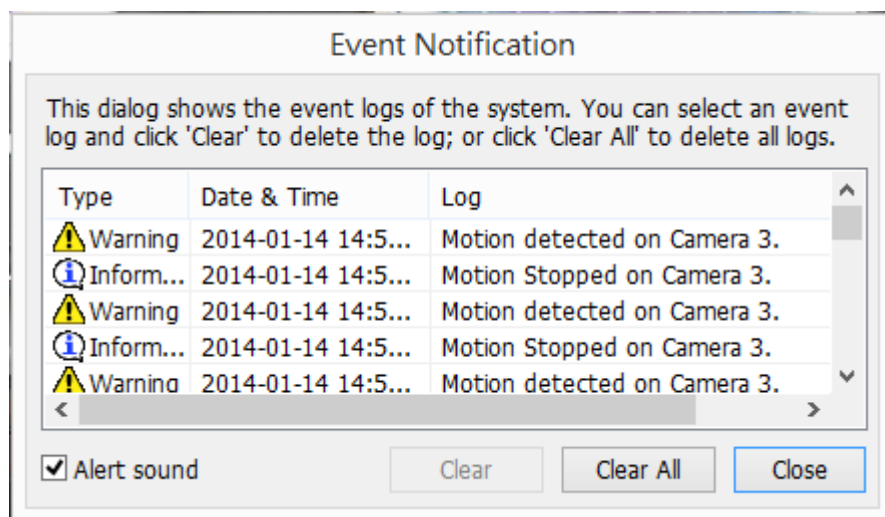 Event Notification
This dialog shows the event logs of the system. You can select an event
log and click 'Clear' to delete the log; or click 'Clear All' to delete all logs.
Type Date & Time Log
Warning 2014-01-14 14:5... Motion detected on Camera 3.
Inform... 2014-01-14 14:5... Motion Stopped on Camera 3.
Warning 2014-01-14 14:5... Motion detected on Camera 3.
Inform... 2014-01-14 14:5... Motion Stopped on Camera 3.
Warning 2014-01-14 14:5... Motion detected on Camera 3.
Alert sound Clear Clear All Close